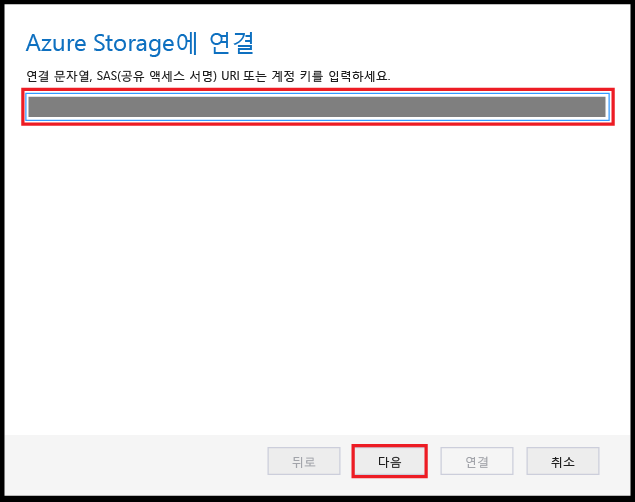 Azure Storage에 연결
연결 문자열, SAS(공유 액세스 서명) URI 또는 계정 키를 입력하세요.
뒤로 다음 연결 취소